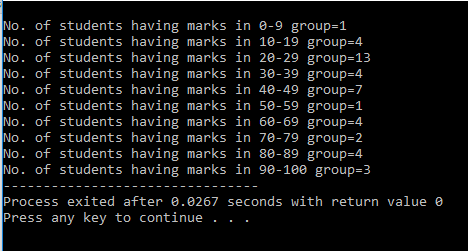 No. of students having marks in 0-9 group=1
No. of students having marks in 10-19 group=4
No. of students having marks in 20-29 group=13
No. of students having marks in 30-39 group=4
No. of students having marks in 40-49 group=7
No. of students having marks in 50-59 group=1
No. of students having marks in 60-69 group=4
No. of students having marks in 70-79 group=2
No. of students having marks in 80-89 group=4
No. of students having marks in 90-100 group=3
--------------------------------
Process exited after 0.0267 seconds with return value 0
Press any key to continue . . .